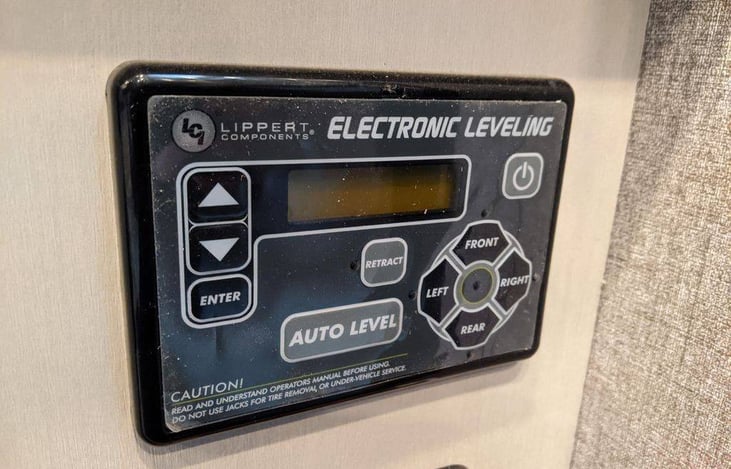 LCI LIPPERT COMPONENTS® ELECTRONIC LEVELING
ENTER
RETRACT
AUTO LEVEL
FRONT
LEFT
RIGHT
REAR
CAUTION!
READ AND UNDERSTAND OPERATORS MANUAL BEFORE USING.
DO NOT USE JACKS FOR TIRE REMOVAL, OR UNDER-VEHICLE SERVICE.